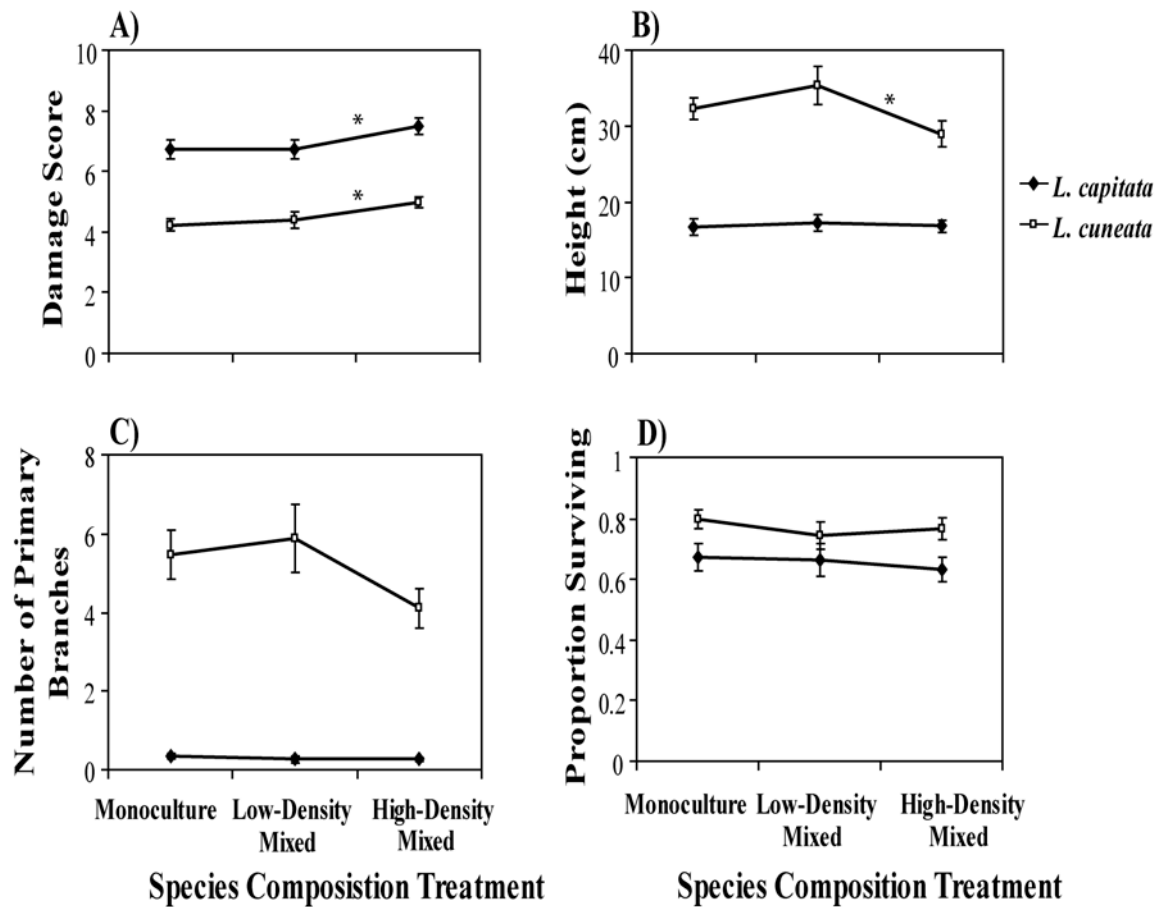 A)
Damage Score
10
8
6
4
2
0
*
*
B)
Height (cm)
40
30
20
10
0
*
L. capitata
L. cuneata
C)
Number of Primary
Branches
8
6
4
2
0
Monoculture
Low-Density
Mixed
High-Density
Mixed
Species Composistion Treatment
D)
Proportion Surviving
1
0.8
0.6
0.4
0.2
0
Monoculture
Low-Density
Mixed
High-Density
Mixed
Species Composition Treatment